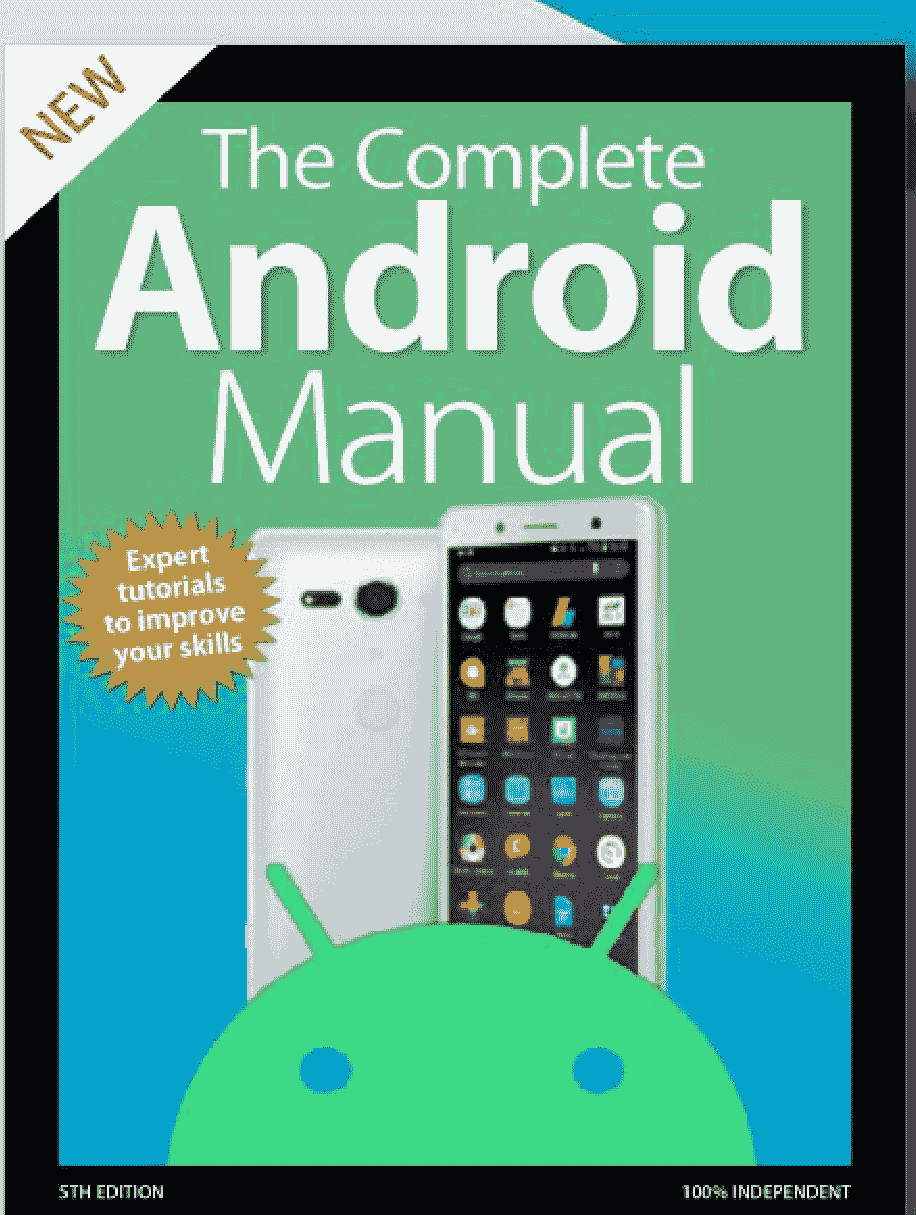 NEW
The Complete
Android
Manual
Expert
tutorials
to improve
your skills
5TH EDITION
100% INDEPENDENT